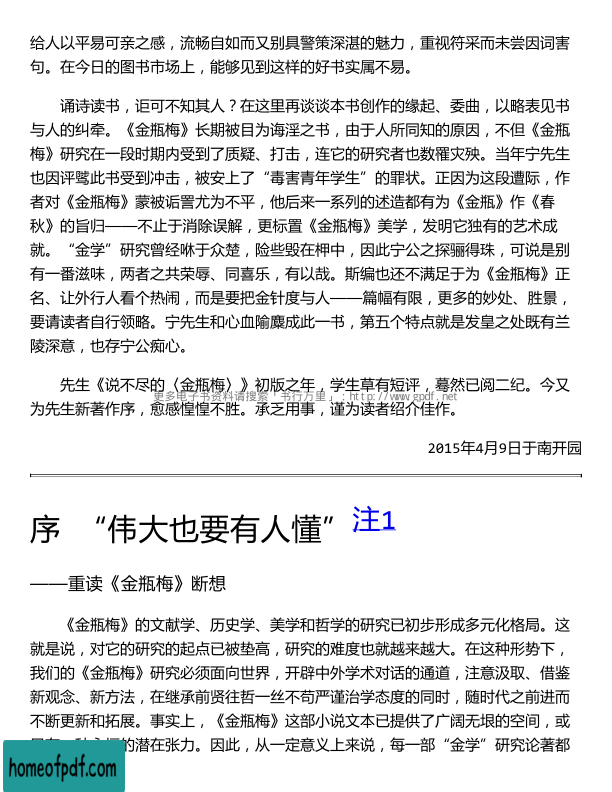 给人以平易可亲之感，流畅自如而又别具警策深湛的魅力，重视符采而未尝因词害
句。在今日的图书市场上，能够见到这样的好书实属不易。
诵诗读书，讵可不知其人？在这里再谈谈本书创作的缘起、委曲，以略表见书
与人的纠牵。《金瓶梅》长期被目为诲淫之书，由于人所同知的原因，不但《金瓶
梅》研究在一段时期内受到了质疑、打击，连它的研究者也数罹灾殃。当年宁先生
也因评骘此书受到冲击，被安上了“毒害青年学生”的罪状。正因为这段遭际，作
者对《金瓶梅》蒙被诟詈尤为不平，他后来一系列的述造都有为《金瓶》作《春
秋》的旨归——不止于消除误解，更标置《金瓶梅》美学，发明它独有的艺术成
就。“金学”研究曾经咻于众楚，险些毁在柙中，因此宁公之探骊得珠，可说是别
有一番滋味，两者之共荣辱、同喜乐，有以哉。斯编也还不满足于为《金瓶梅》正
名、让外行人看个热闹，而是要把金针度与人——篇幅有限，更多的妙处、胜景，
要请读者自行领略。宁先生和心血隃麋成此一书，第五个特点就是发皇之处既有兰
陵深意，也存宁公痴心。
先生《说不尽的〈金瓶梅〉》初版之年，学生草有短评，蓦然已阅二纪。今又
更多电子书资料请搜索「书行万里」：http://www.gpdf.net
为先生新著作序，愈感惶惶不胜。承乏用事，谨为读者绍介佳作。
2015年4月9日于南开园
序 “伟大也要有人懂”注1
——重读《金瓶梅》断想
《金瓶梅》的文献学、历史学、美学和哲学的研究已初步形成多元化格局。这
就是说，对它的研究的起点已被垫高，研究的难度也就越来越大。在这种形势下，
我们的《金瓶梅》研究必须面向世界，开辟中外学术对话的通道，注意汲取、借鉴
新观念、新方法，在继承前贤往哲一丝不苟严谨治学态度的同时，随时代之前进而
不断更新和拓展。事实上，《金瓶梅》这部小说文本已提供了广阔无垠的空间，或
的潜在张力。因此，从一定意义上来说，每一部“金学”研究论著都
homeofpdf.com